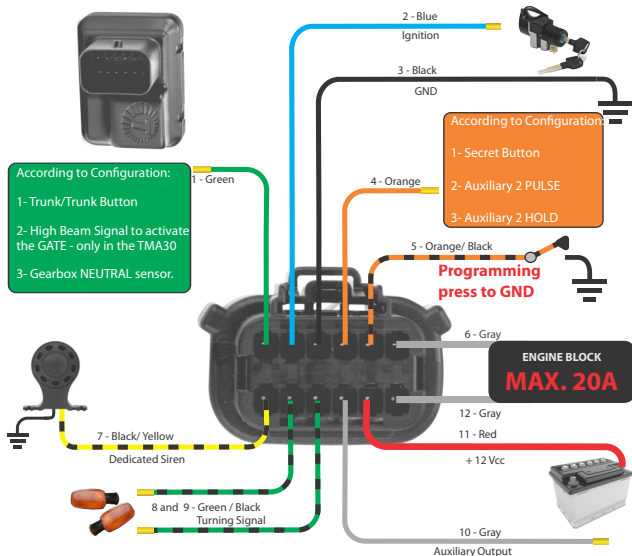 2 - Blue
Ignition
3 - Black
GND
According to Configuration:
1- Secret Button
2- Auxiliary 2 PULSE
3- Auxiliary 2 HOLD
4 - Orange
1 - Green
According to Configuration:
1- Trunk/Trunk Button
2- High Beam Signal to activate
the GATE - only in the TMA30
3- Gearbox NEUTRAL sensor.
5 - Orange/ Black
Programming
press to GND
6 - Gray
ENGINE BLOCK
MAX. 20A
12 - Gray
11 - Red
+ 12 Vcc
7 - Black/ Yellow
Dedicated Siren
8 and 9 - Green / Black
Turning Signal
10 - Gray
Auxiliary Output